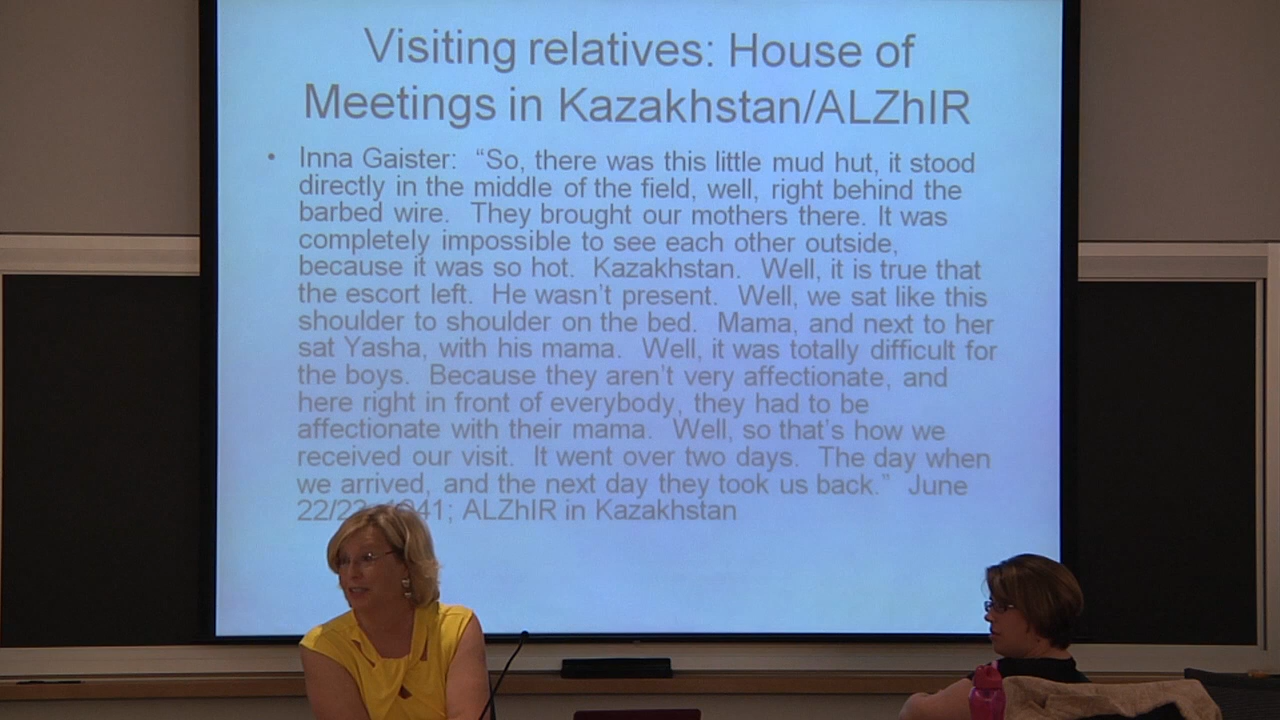 Visiting relatives: House of
Meetings in Kazakhstan/ALZhIR
• Inna Gaister: “So, there was this little mud hut, it stood
directly in the middle of the field, well, right behind the
barbed wire. They brought our mothers there. It was
completely impossible to see each other outside,
because it was so hot. Kazakhstan. Well, it is true that
the escort left. He wasn’t present. Well, we sat like this
shoulder to shoulder on the bed. Mama, and next to her
sat Yasha, with his mama. Well, it was totally difficult for
the boys. Because they aren’t very affectionate, and
here right in front of everybody, they had to be
affectionate with their mama. Well, so that’s how we
received our visit. It went over two days. The day when
we arrived, and the next day they took us back.” June
22/23, 1941; ALZhIR in Kazakhstan